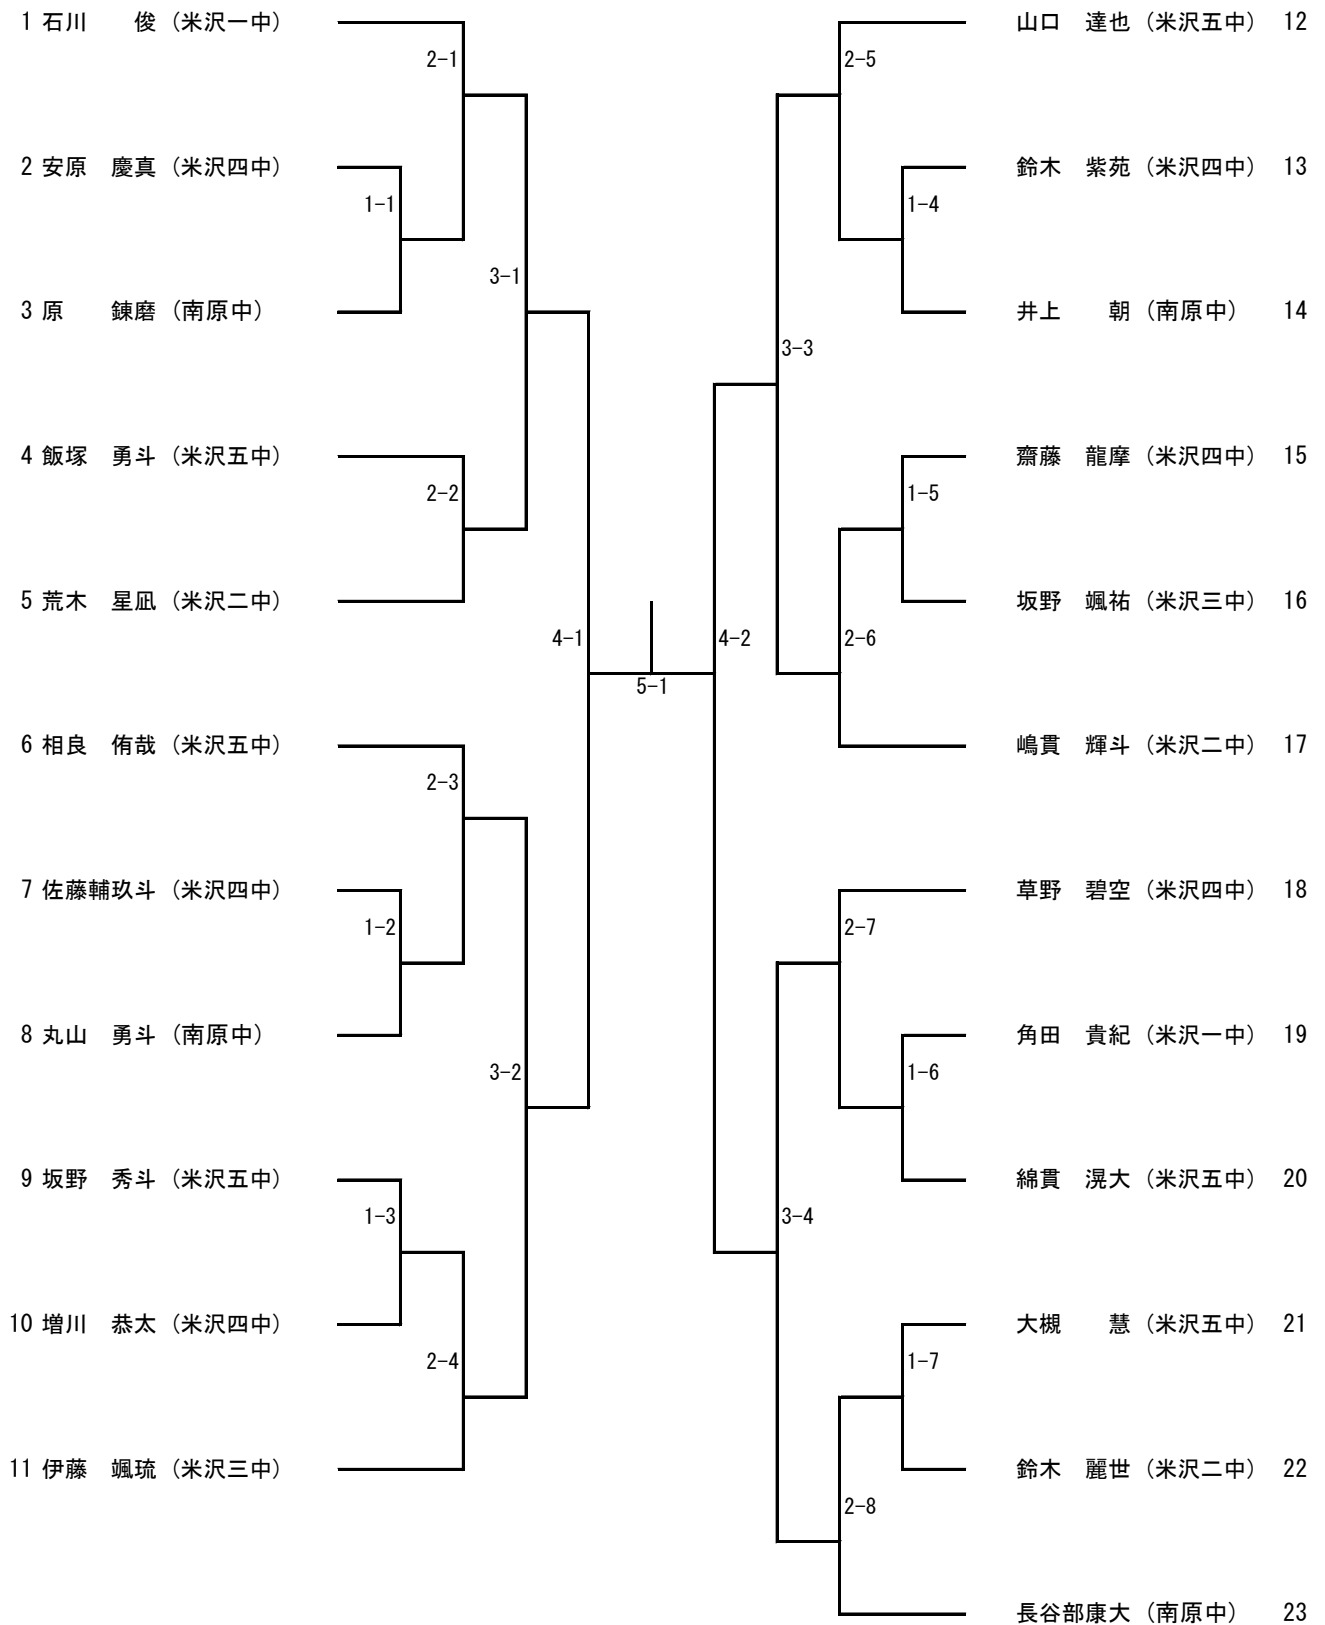 1 石川　　俊（米沢一中）
2-1
2 安原　慶真（米沢四中）
1-1
3 原　　錬磨（南原中）
3-1
4 飯塚　勇斗（米沢五中）
2-2
5 荒木　星凪（米沢二中）
4-1
6 相良　侑哉（米沢五中）
2-3
7 佐藤輔玖斗（米沢四中）
1-2
8 丸山　勇斗（南原中）
3-2
9 坂野　秀斗（米沢五中）
1-3
10 増川　恭太（米沢四中）
2-4
11 伊藤　颯琉（米沢三中）
5-1
山口　達也（米沢五中） 12
2-5
鈴木　紫苑（米沢四中） 13
1-4
井上　　朝（南原中） 14
3-3
齋藤　龍摩（米沢四中） 15
1-5
坂野　颯祐（米沢三中） 16
4-2
2-6
嶋貫　輝斗（米沢二中） 17
草野　碧空（米沢四中） 18
2-7
角田　貴紀（米沢一中） 19
1-6
綿貫　滉大（米沢五中） 20
3-4
大槻　　慧（米沢五中） 21
1-7
鈴木　麗世（米沢二中） 22
2-8
長谷部康大（南原中） 23